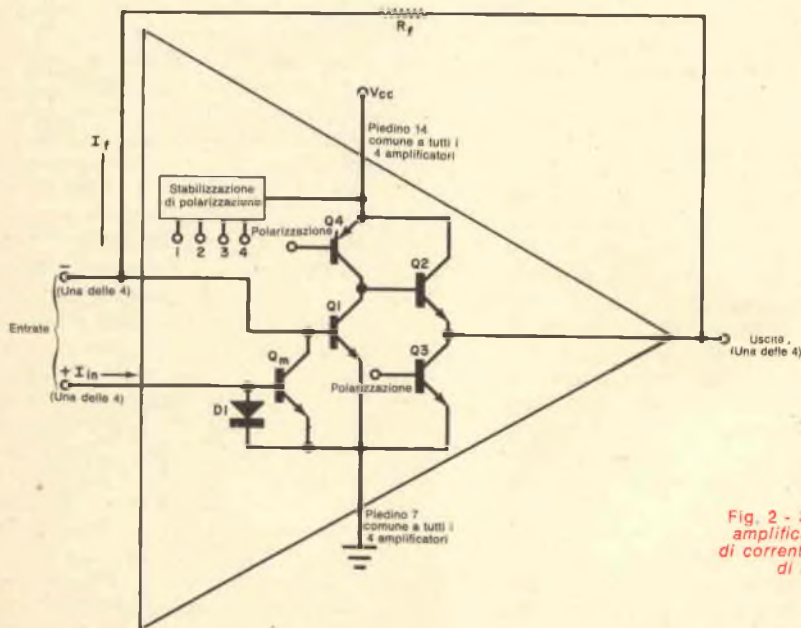 Rf
Vcc
Piedino 14
comune a tutti i
4 amplificatori
If
Stabilizzazione
di polarizzazione
1 2 3 4
Q4
Polarizzazione
Q2
−
(Una delle 4)
Q1
Entrate
Q3
Uscita,
(Una delle 4)
Qm
+ Iin
(Una delle 4)
Polarizzazione
D1
Piedino 7
comune a tutti i
4 amplificatori
Fig. 2 -
amplifica
di corrent
di